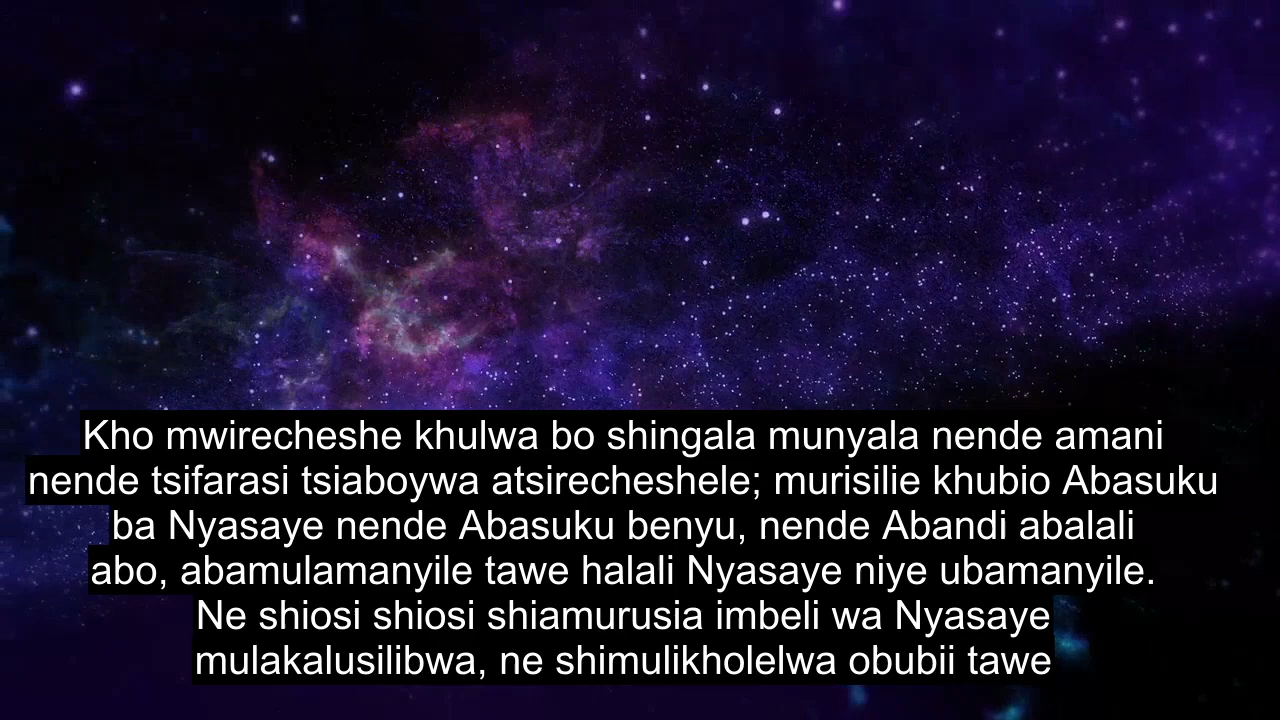 Kho mwirecheshe khulwa bo shingala munyala nende amani
nende tsifarasi tsiaboywa atsirecheshele; murisilie khubio Abasuku
ba Nyasaye nende Abasuku benyu, nende Abandi abalali
abo, abamulamanyile tawe halali Nyasaye niye ubamanyile.
Ne shiosi shiosi shiamurusia imbeli wa Nyasaye
mulakalusilibwa, ne shimulikholelwa obubii tawe